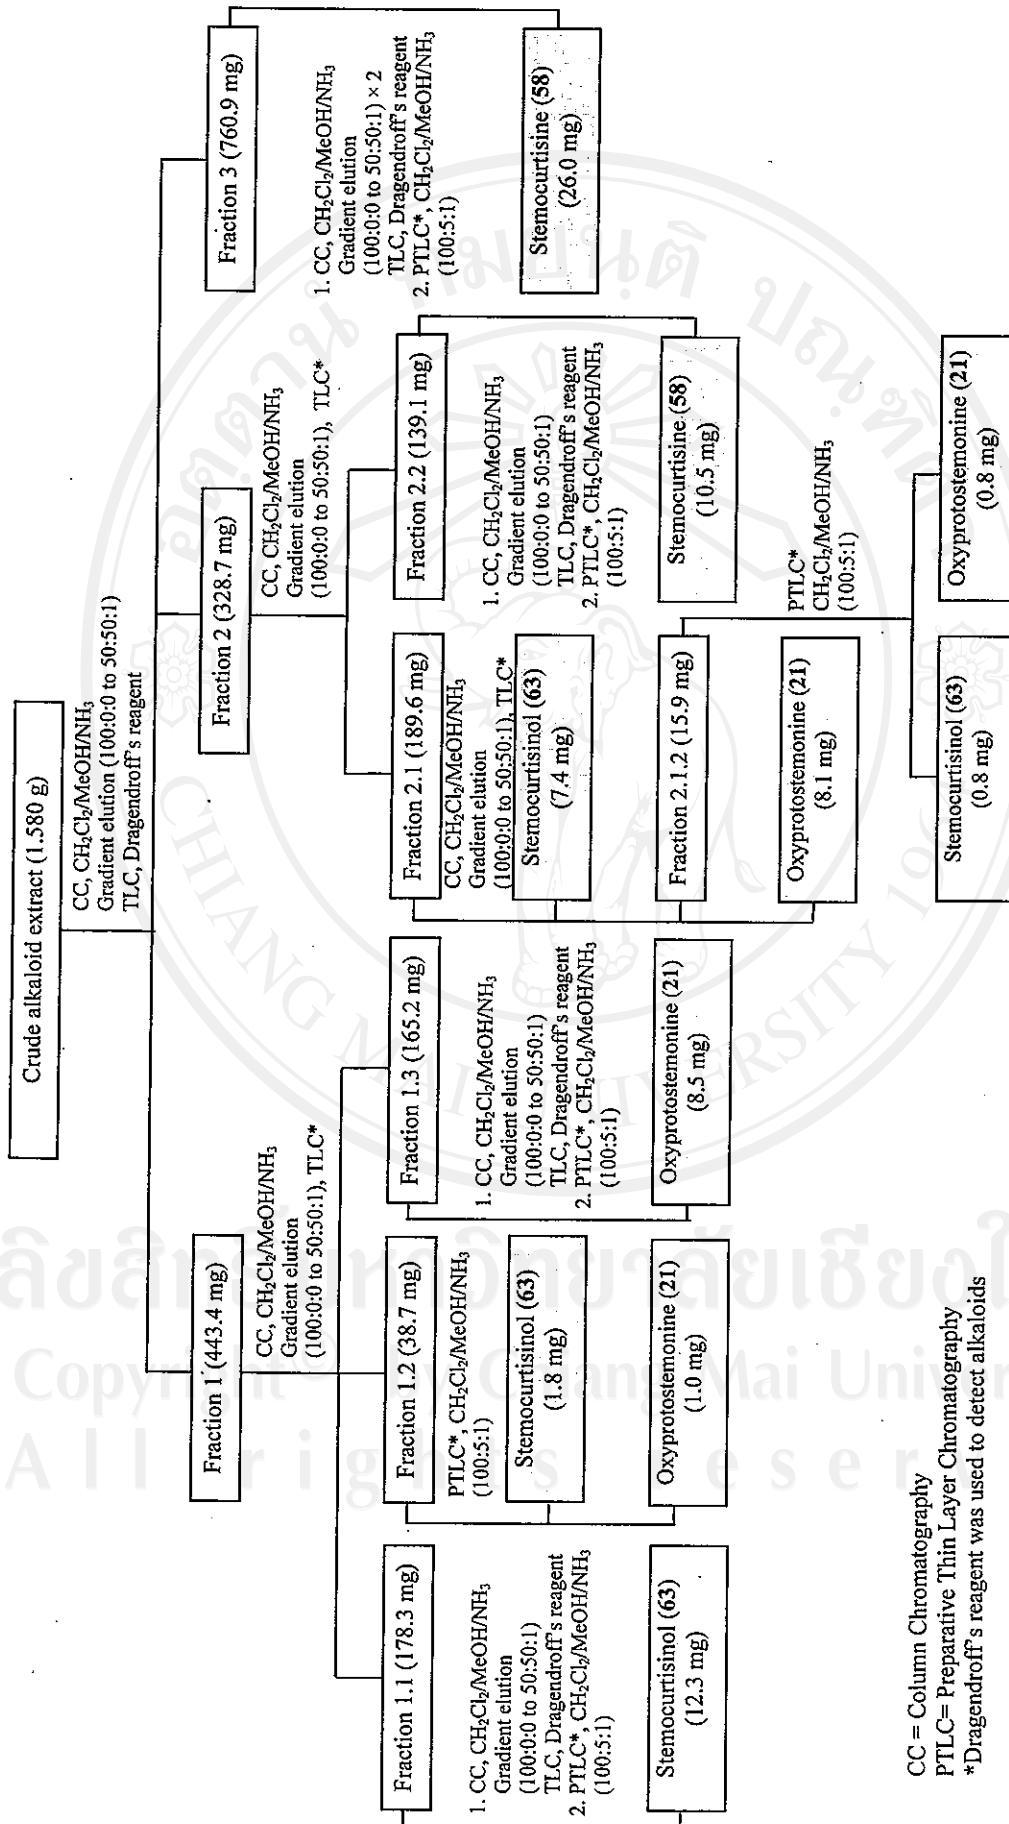 Crude alkaloid extract (1.580 g)
CC, CH₂Cl₂/MeOH/NH₃
Gradient elution (100:0:0 to 50:50:1)
TLC, Dragendroff's reagent
Fraction 1 (443.4 mg)
CC, CH₂Cl₂/MeOH/NH₃
Gradient elution
(100:0:0 to 50:50:1), TLC*
Fraction 2 (328.7 mg)
CC, CH₂Cl₂/MeOH/NH₃
Gradient elution
(100:0:0 to 50:50:1), TLC*
Fraction 3 (760.9 mg)
1. CC, CH₂Cl₂/MeOH/NH₃
Gradient elution
(100:0:0 to 50:50:1) × 2
TLC, Dragendroff's reagent
2. PTLC*, CH₂Cl₂/MeOH/NH₃
(100:5:1)
Stemocurtisine (58)
(26.0 mg)
Fraction 1.1 (178.3 mg)
1. CC, CH₂Cl₂/MeOH/NH₃
Gradient elution
(100:0:0 to 50:50:1)
TLC, Dragendroff's reagent
2. PTLC*, CH₂Cl₂/MeOH/NH₃
(100:5:1)
Stemocurtisinol (63)
(12.3 mg)
Fraction 1.2 (38.7 mg)
PTLC*, CH₂Cl₂/MeOH/NH₃
(100:5:1)
Stemocurtisinol (63)
(1.8 mg)
Oxyprotostemonine (21)
(1.0 mg)
Fraction 1.3 (165.2 mg)
1. CC, CH₂Cl₂/MeOH/NH₃
Gradient elution
(100:0:0 to 50:50:1)
TLC, Dragendroff's reagent
2. PTLC*, CH₂Cl₂/MeOH/NH₃
(100:5:1)
Oxyprotostemonine (21)
(8.5 mg)
Fraction 2.1 (189.6 mg)
CC, CH₂Cl₂/MeOH/NH₃
Gradient elution
(100:0:0 to 50:50:1), TLC*
Stemocurtisinol (63)
(7.4 mg)
Fraction 2.1.2 (15.9 mg)
Oxyprotostemonine (21)
(8.1 mg)
PTLC*
CH₂Cl₂/MeOH/NH₃
(100:5:1)
Stemocurtisinol (63)
(0.8 mg)
Oxyprotostemonine (21)
(0.8 mg)
Fraction 2.2 (139.1 mg)
1. CC, CH₂Cl₂/MeOH/NH₃
Gradient elution
(100:0:0 to 50:50:1)
TLC, Dragendroff's reagent
2. PTLC*, CH₂Cl₂/MeOH/NH₃
(100:5:1)
Stemocurtisine (58)
(10.5 mg)
CC = Column Chromatography
PTLC= Preparative Thin Layer Chromatography
*Dragendroff's reagent was used to detect alkaloids
CHIANG MAI UNIVERSITY
Copyright © by Chiang Mai Univer
All rights reser